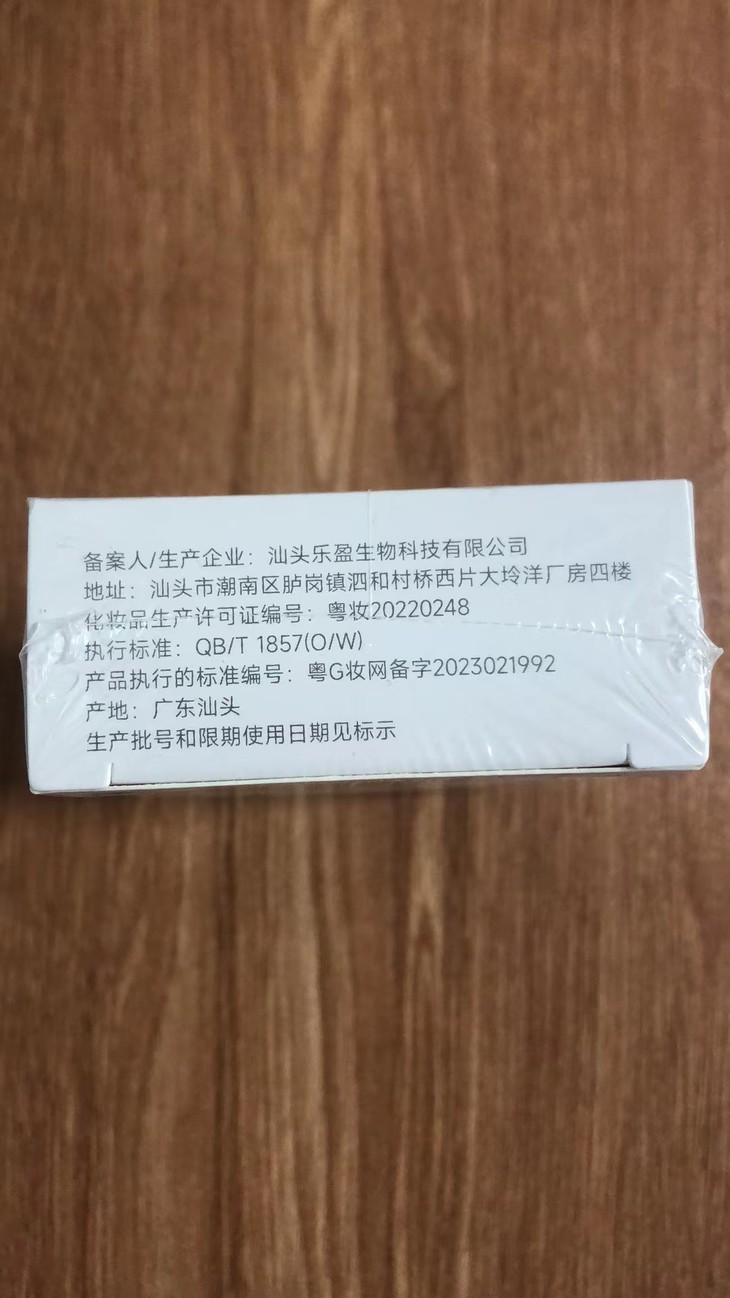 备案人/生产企业：汕头乐盈生物科技有限公司
地址：汕头市潮南区胪岗镇泗和村桥西片大坽洋厂房四楼
化妆品生产许可证编号：粤妆20220248
执行标准：QB/T 1857(O/W)
产品执行的标准编号：粤G妆网备字2023021992
产地：广东汕头
生产批号和限期使用日期见标示